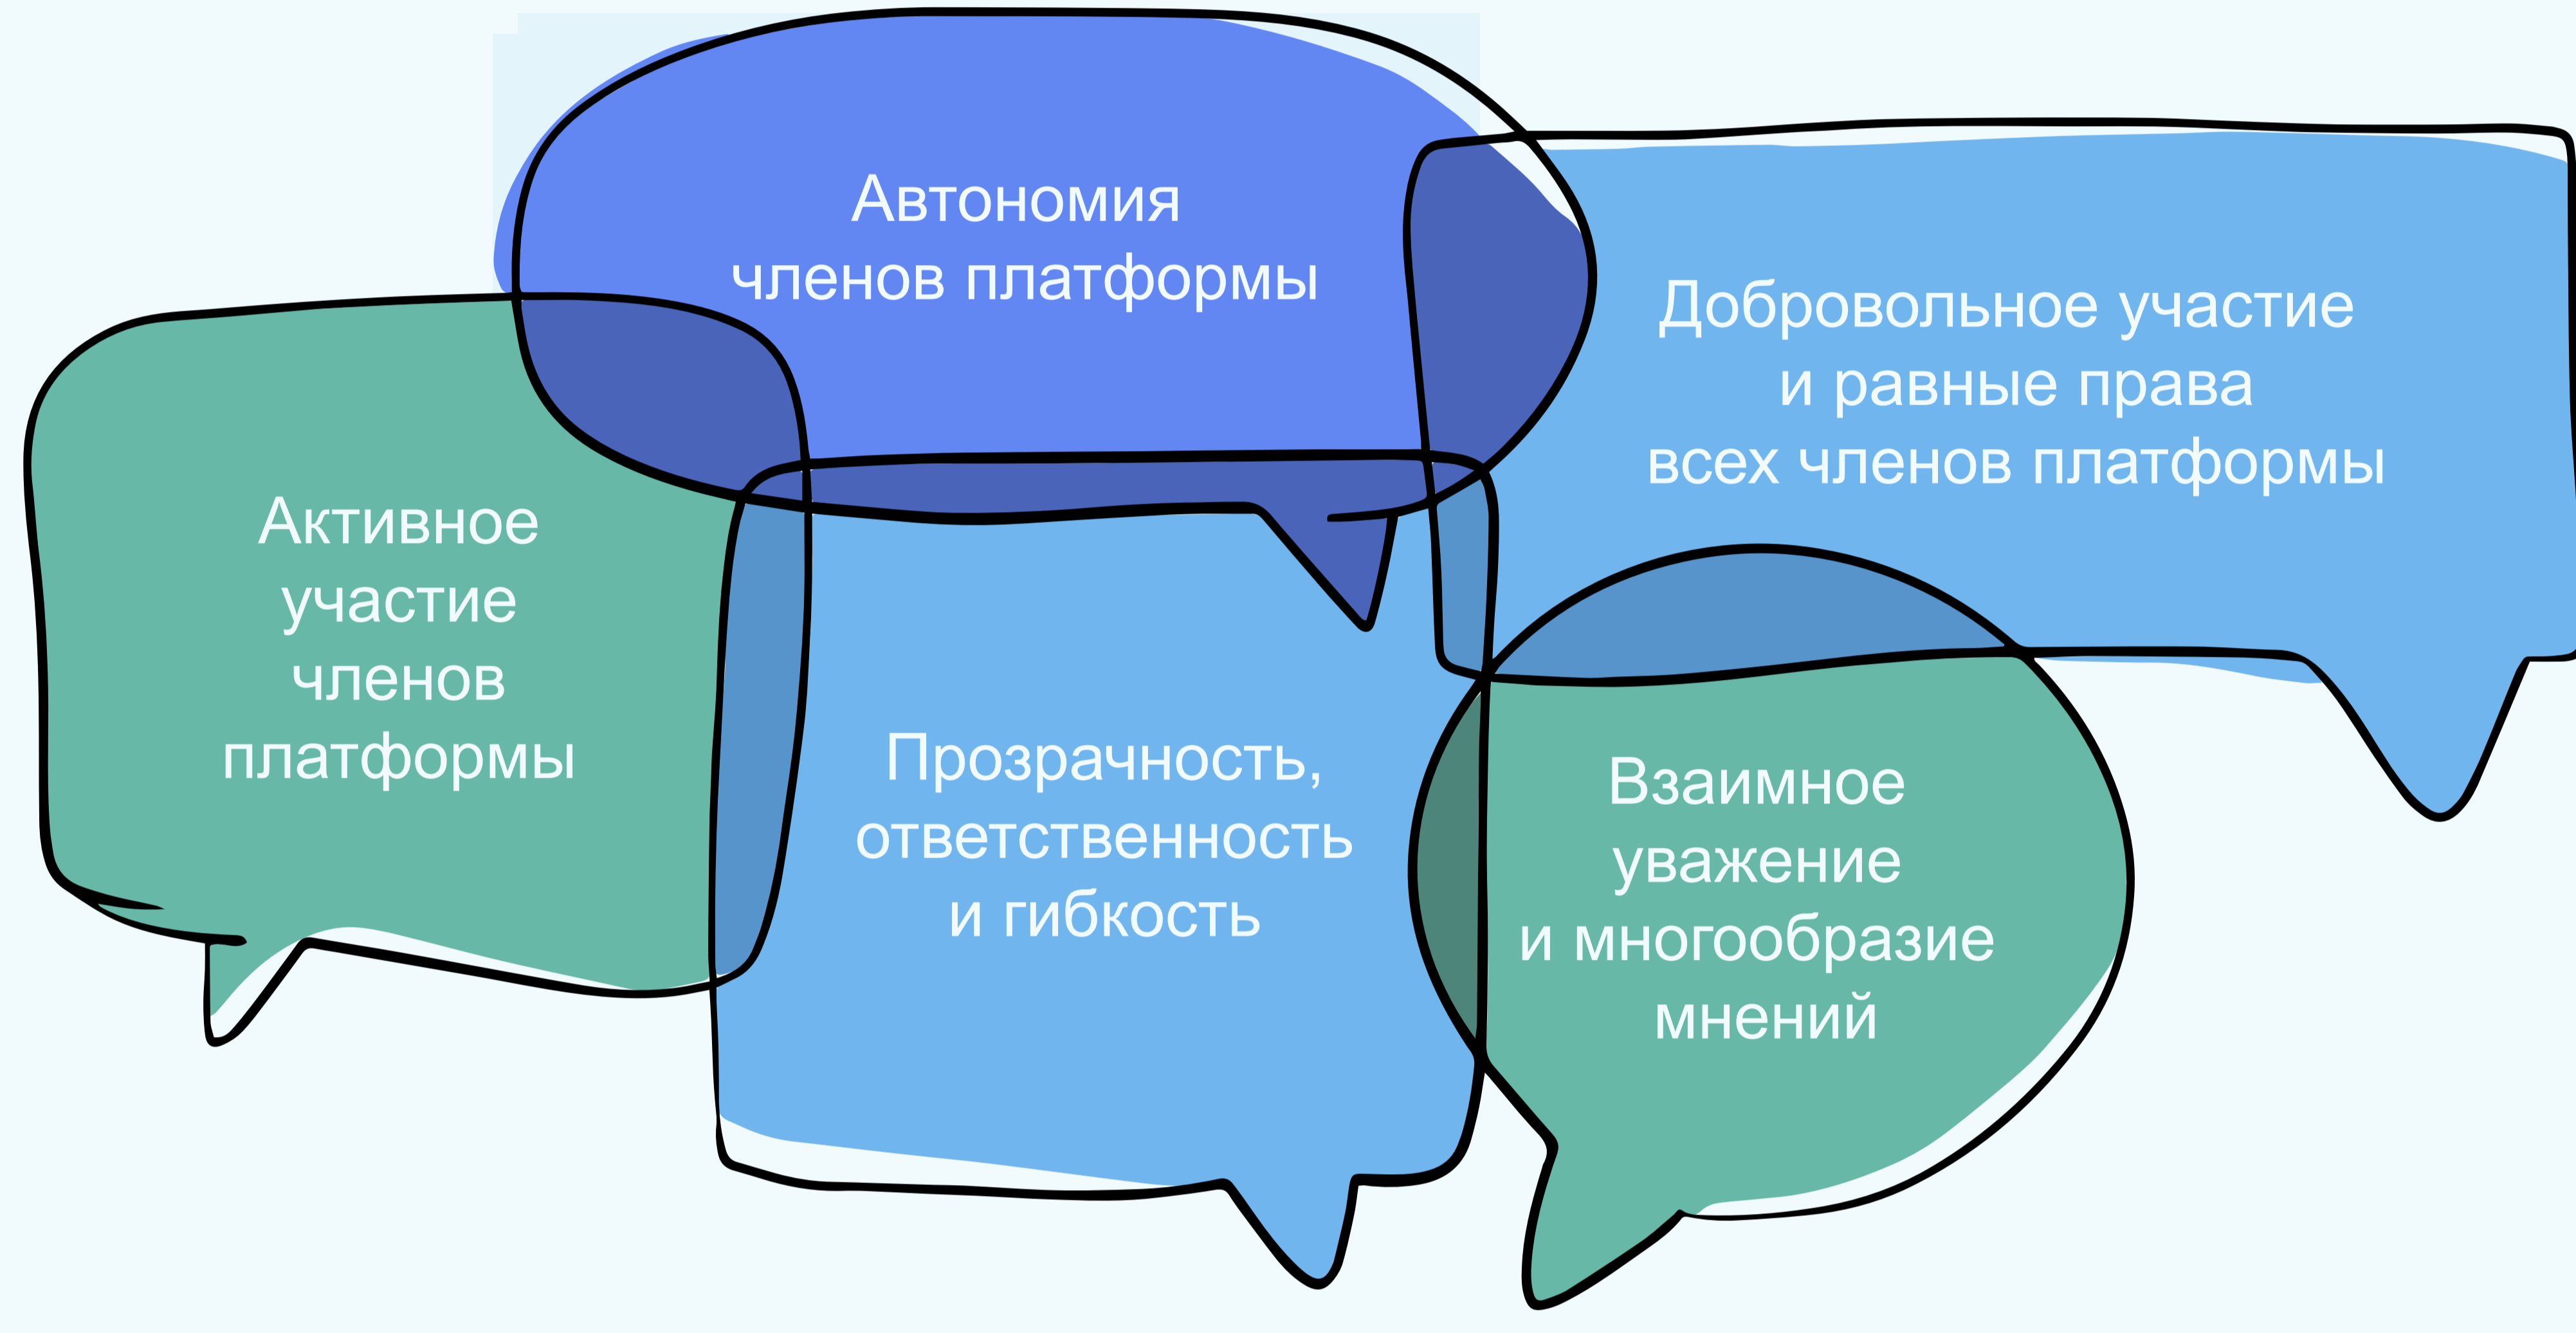 Автономия
членов платформы
Добровольное участие
и равные права
всех членов платформы
Активное
участие
членов
платформы
Прозрачность,
ответственность
и гибкость
Взаимное
уважение
и многообразие
мнений